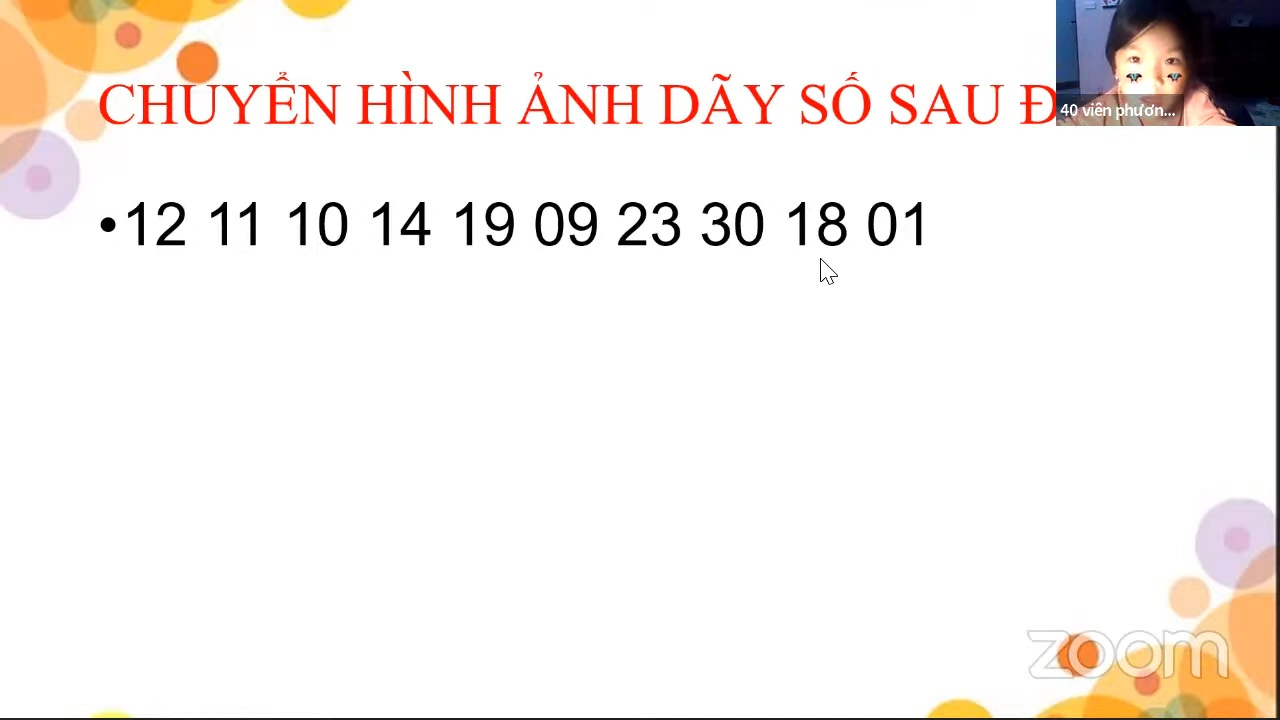 CHUYỂN HÌNH ẢNH DÃY SỐ SAU Đ
40 viên phươn...
•12 11 10 14 19 09 23 30 18 01
zoom